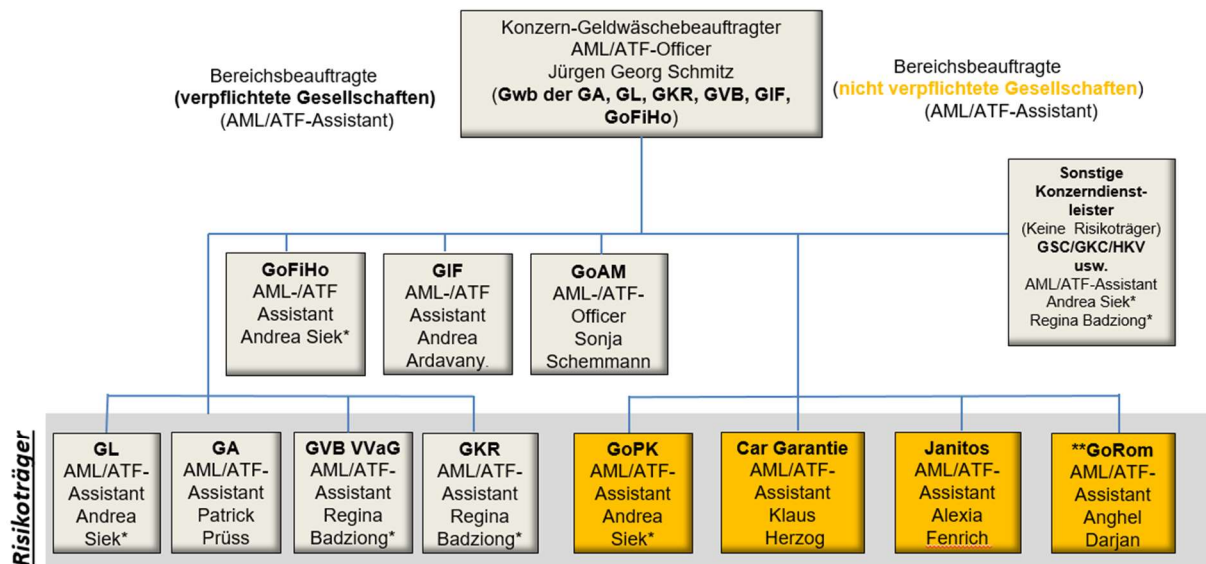 Konzern-Geldwäschebeauftragter
AML/ATF-Officer
Jürgen Georg Schmitz
(Gwb der GA, GL, GKR, GVB, GIF,
GoFiHo)
Bereichsbeauftragte
(verpflichtete Gesellschaften)
(AML/ATF-Assistant)
Bereichsbeauftragte
(nicht verpflichtete Gesellschaften)
(AML/ATF-Assistant)
Sonstige
Konzerndienst-
leister
(Keine Risikoträger)
GSC/GKC/HKV
usw.
AML/ATF-Assistant
Andrea Siek*
Regina Badziong*
GoFiHo
AML-/ATF
Assistant
Andrea Siek*
GIF
AML-/ATF
Assistant
Andrea
Ardavany.
GoAM
AML-/ATF-
Officer
Sonja
Schemmann
Risikoträger
GL
AML/ATF-
Assistant
Andrea
Siek*
GA
AML/ATF-
Assistant
Patrick
Prüss
GVB VVaG
AML/ATF-
Assistant
Regina
Badziong*
GKR
AML/ATF-
Assistant
Regina
Badziong*
GoPK
AML/ATF-
Assistant
Andrea
Siek*
Car Garantie
AML/ATF-
Assistant
Klaus
Herzog
Janitos
AML/ATF-
Assistant
Alexia
Fenrich
**GoRom
AML/ATF-
Assistant
Anghel
Darjan